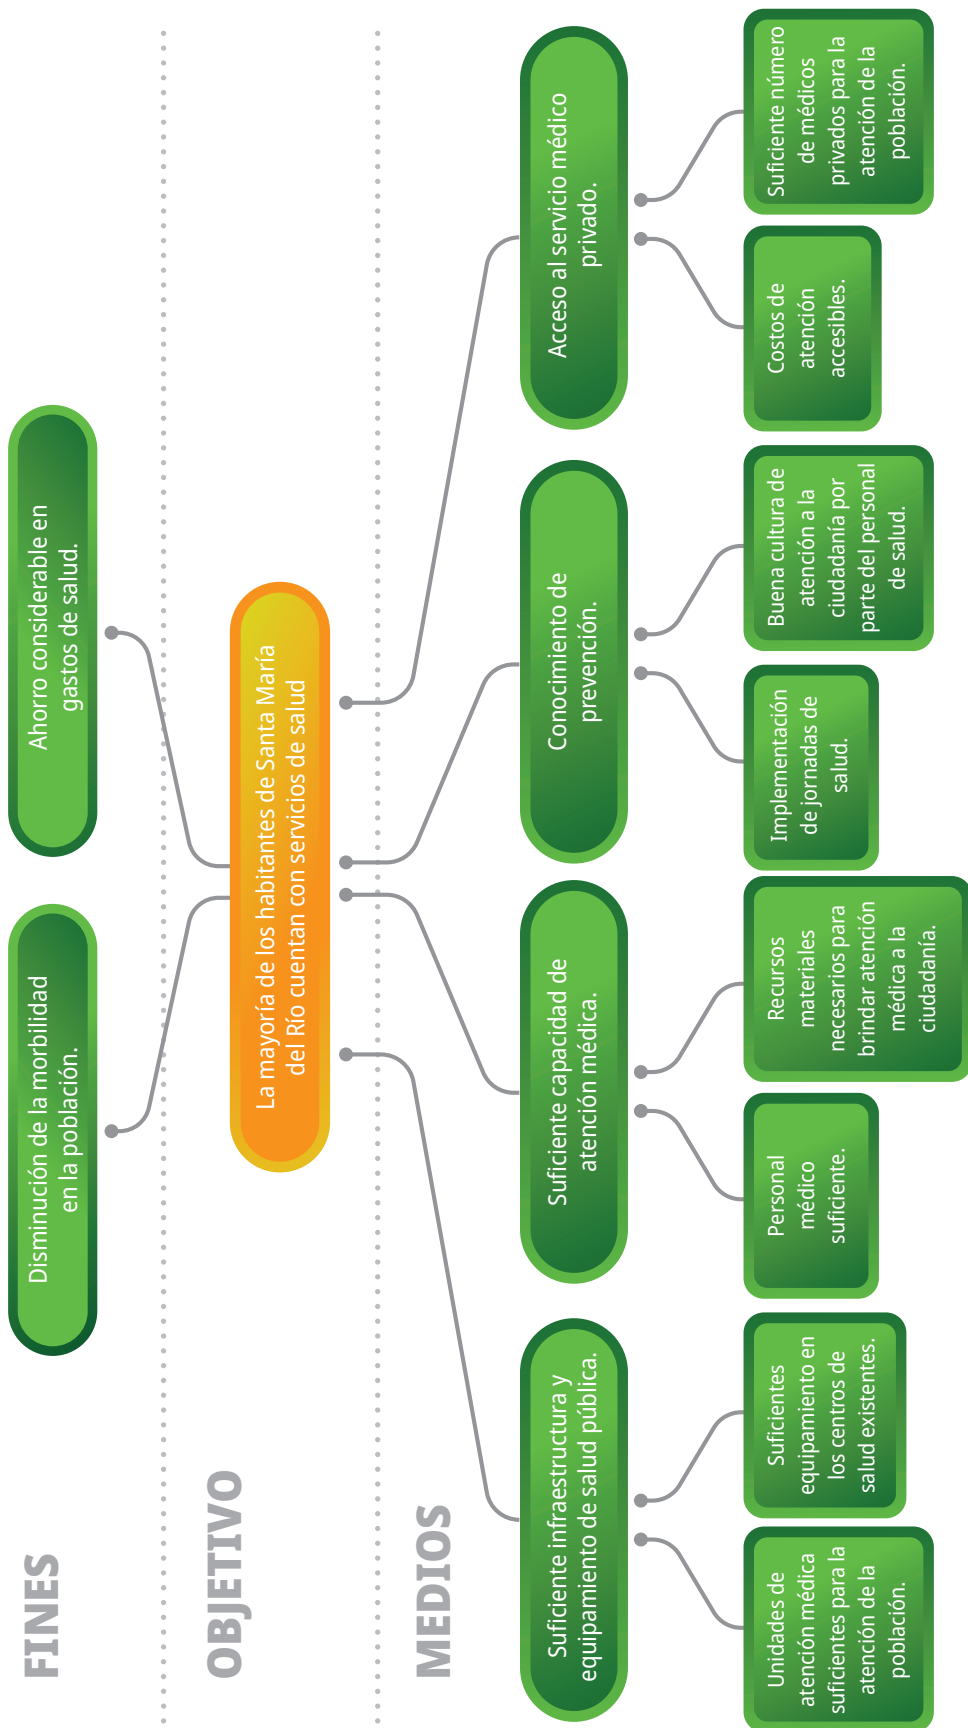 FINES
Disminución de la morbilidad
en la población.
Ahorro considerable en
gastos de salud.
OBJETIVO
La mayoría de los habitantes de Santa María
del Río cuentan con servicios de salud
MEDIOS
Suficiente infraestructura y
equipamiento de salud pública.
Suficiente capacidad de
atención médica.
Conocimiento de
prevención.
Acceso al servicio médico
privado.
Unidades de
atención médica
suficientes para la
atención de la
población.
Suficientes
equipamiento en
los centros de
salud existentes.
Personal
médico
suficiente.
Recursos
materiales
necesarios para
brindar atención
médica a la
ciudadanía.
Implementación
de jornadas de
salud.
Buena cultura de
atención a la
ciudadanía por
parte del personal
de salud.
Costos de
atención
accesibles.
Suficiente número
de médicos
privados para la
atención de la
población.